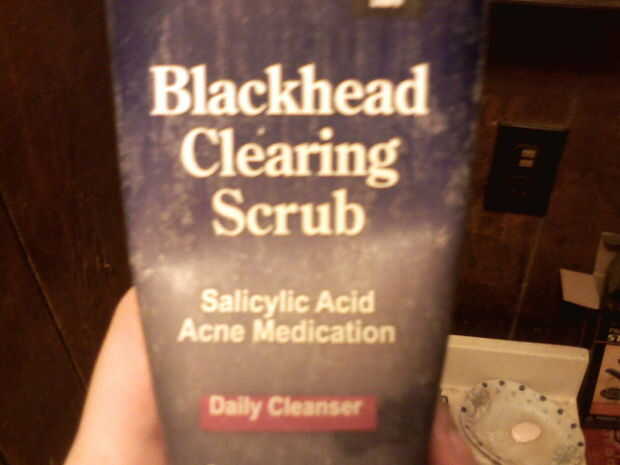 Blackhead
Clearing
Scrub
Salicylic Acid
Acne Medication
Daily Cleanser